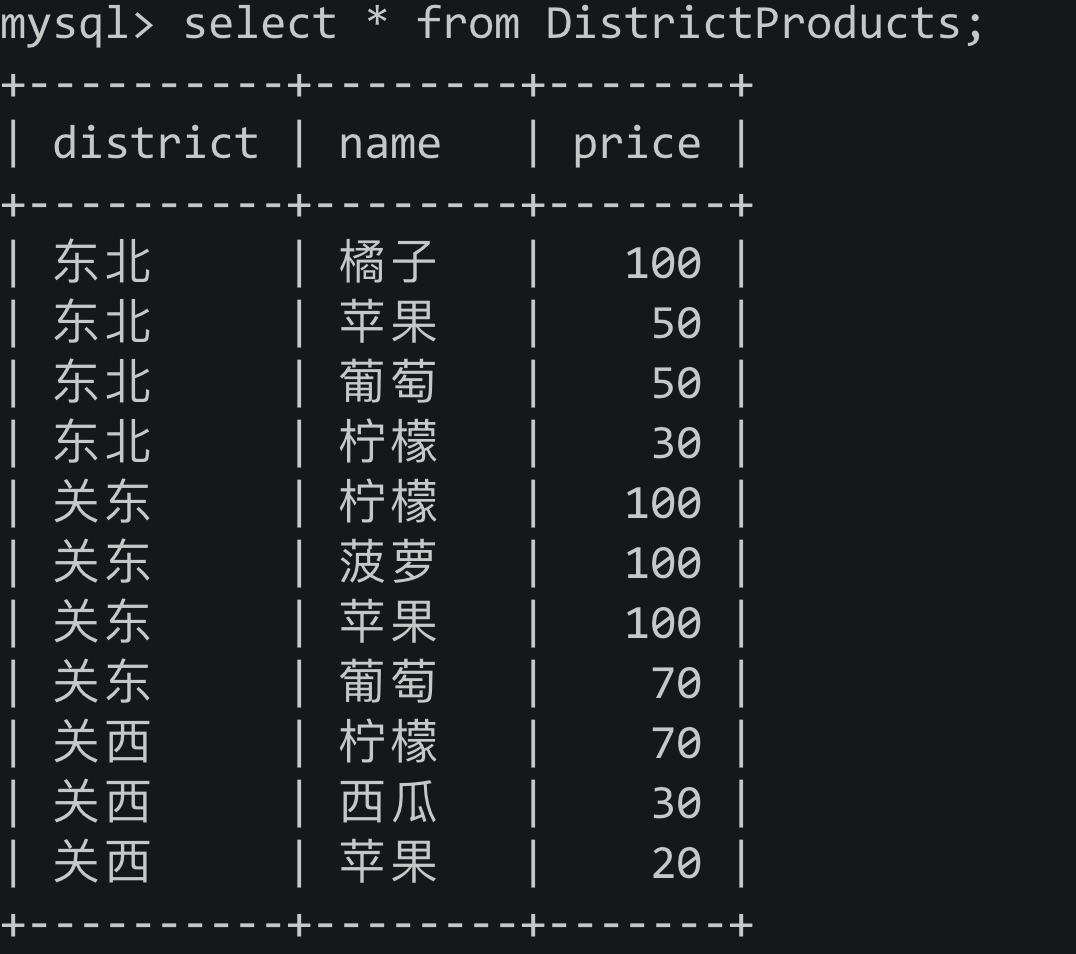 mysql> select * from DistrictProducts;
+----------+--------+-------+
| district | name   | price |
+----------+--------+-------+
| 东北     | 橘子   |   100 |
| 东北     | 苹果   |    50 |
| 东北     | 葡萄   |    50 |
| 东北     | 柠檬   |    30 |
| 关东     | 柠檬   |   100 |
| 关东     | 菠萝   |   100 |
| 关东     | 苹果   |   100 |
| 关东     | 葡萄   |    70 |
| 关西     | 柠檬   |    70 |
| 关西     | 西瓜   |    30 |
| 关西     | 苹果   |    20 |
+----------+--------+-------+